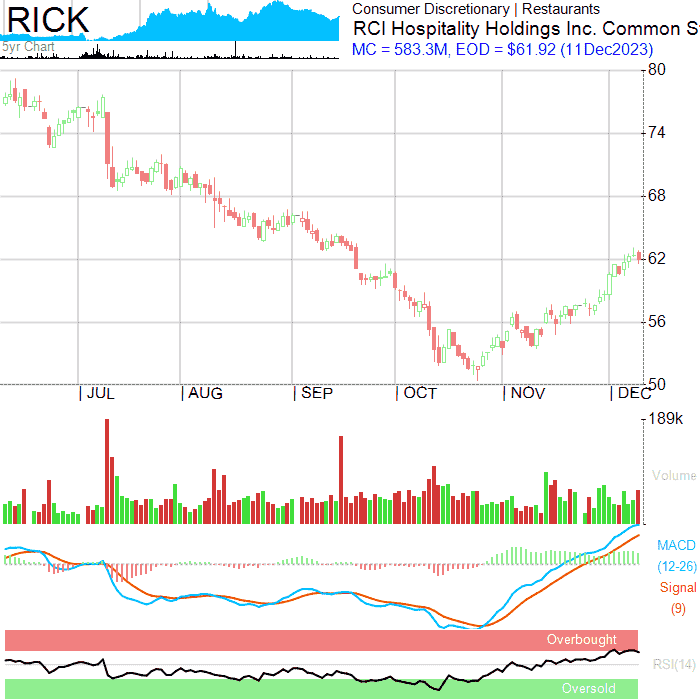 RICK
5yr Chart
Consumer Discretionary | Restaurants
RCI Hospitality Holdings Inc. Common S
MC = 583.3M, EOD = $61.92 (11Dec2023)
80
74
68
62
56
50
| JUL | AUG | SEP | OCT | NOV | DEC
189k
Volume
MACD
(12-26)
Signal
(9)
Overbought
RSI(14)
Oversold